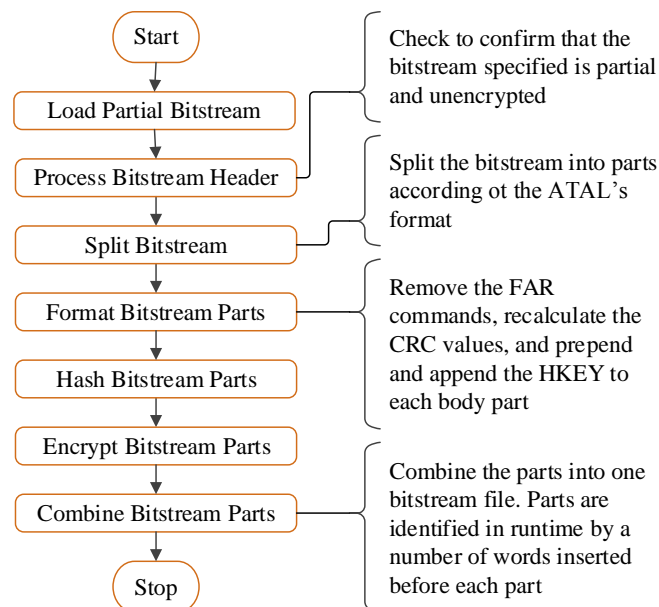 Start
Load Partial Bitstream
Process Bitstream Header
Split Bitstream
Format Bitstream Parts
Hash Bitstream Parts
Encrypt Bitstream Parts
Combine Bitstream Parts
Stop
Check to confirm that the
bitstream specified is partial
and unencrypted
Split the bitstream into parts
according ot the ATAL's
format
Remove the FAR
commands, recalculate the
CRC values, and prepend
and append the HKEY to
each body part
Combine the parts into one
bitstream file. Parts are
identified in runtime by a
number of words inserted
before each part